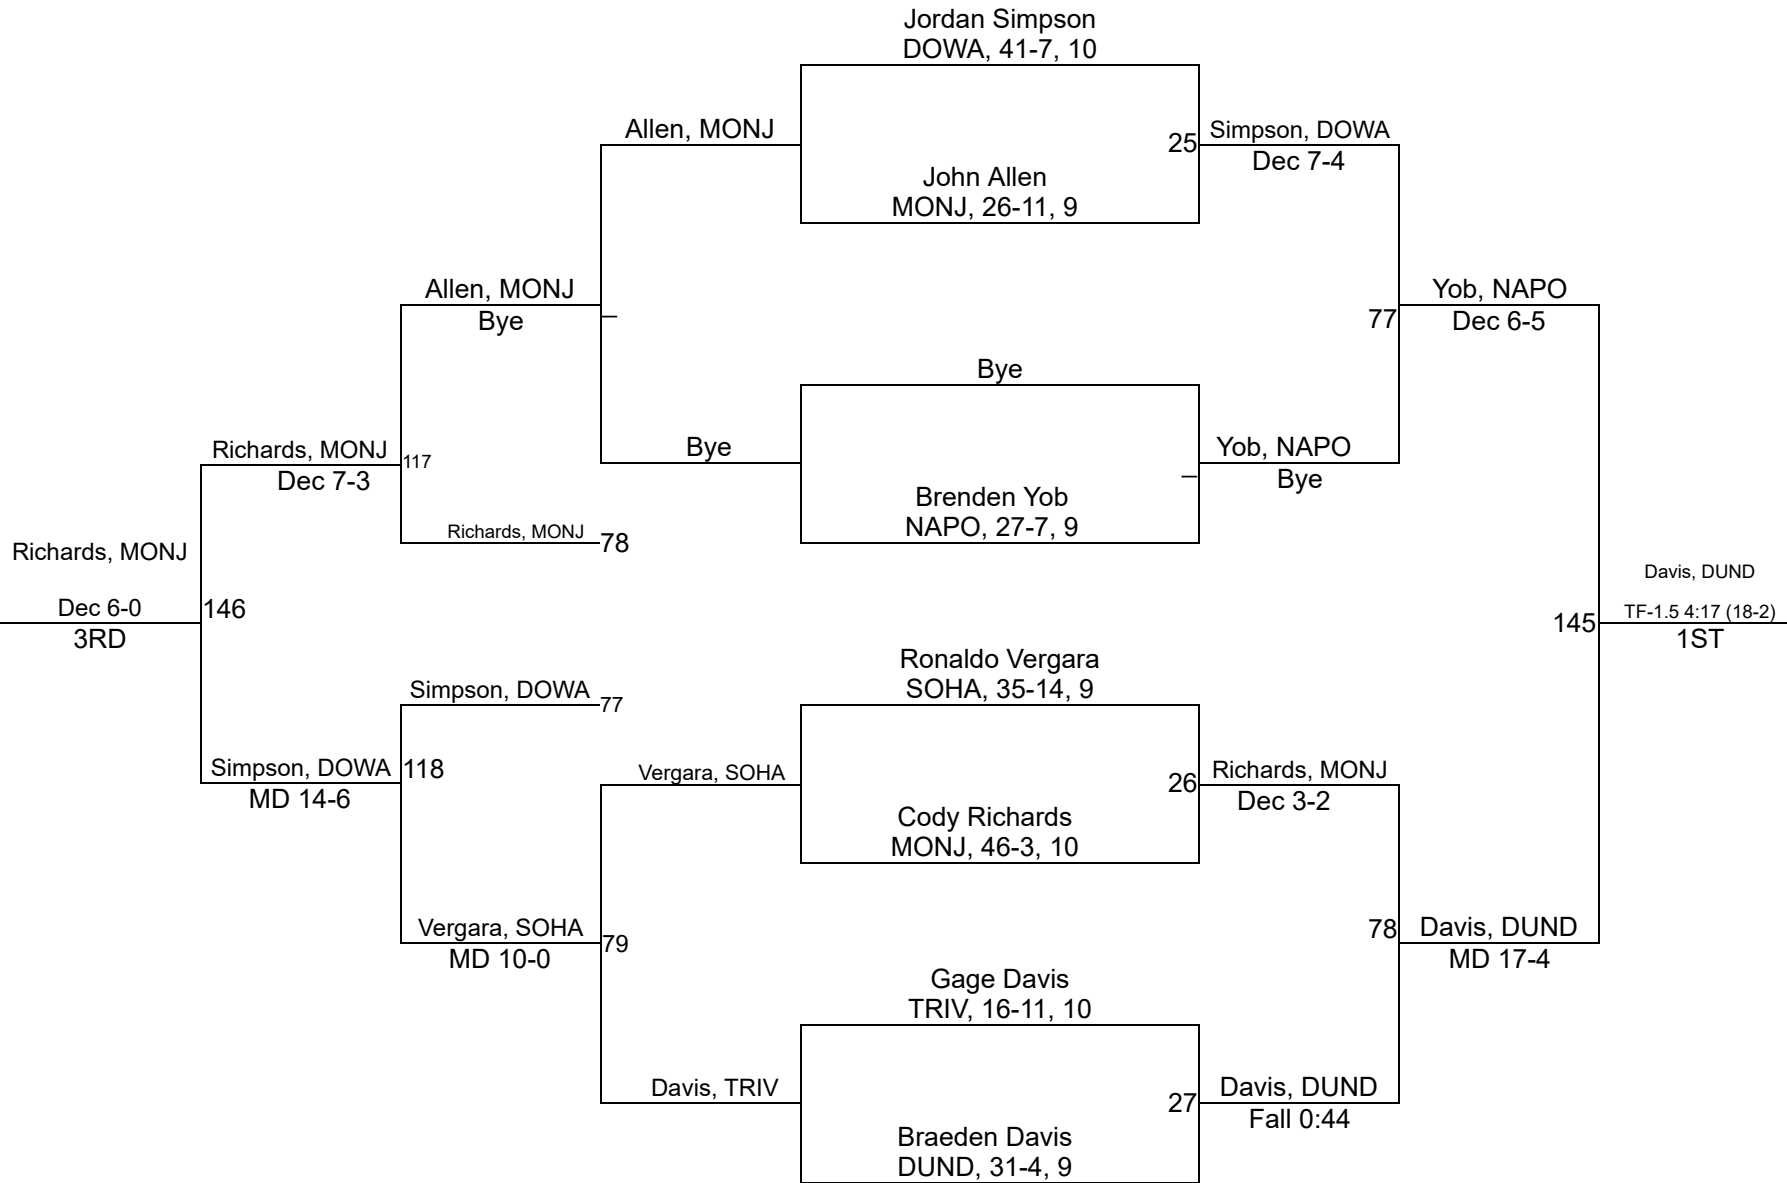 Jordan Simpson
DOWA, 41-7, 10
Allen, MONJ
25
Simpson, DOWA
Dec 7-4
John Allen
MONJ, 26-11, 9
Allen, MONJ
Bye
–
77
Yob, NAPO
Dec 6-5
Bye
Bye
Yob, NAPO
–
Bye
Brenden Yob
NAPO, 27-7, 9
Richards, MONJ
117
Dec 7-3
Richards, MONJ
78
Richards, MONJ
Dec 6-0
146
3RD
Davis, DUND
145
TF-1.5 4:17 (18-2)
1ST
Ronaldo Vergara
SOHA, 35-14, 9
Simpson, DOWA
77
Simpson, DOWA
118
MD 14-6
Vergara, SOHA
26
Richards, MONJ
Dec 3-2
Cody Richards
MONJ, 46-3, 10
Vergara, SOHA
79
MD 10-0
78
Davis, DUND
MD 17-4
Gage Davis
TRIV, 16-11, 10
Davis, TRIV
27
Davis, DUND
Fall 0:44
Braeden Davis
DUND, 31-4, 9